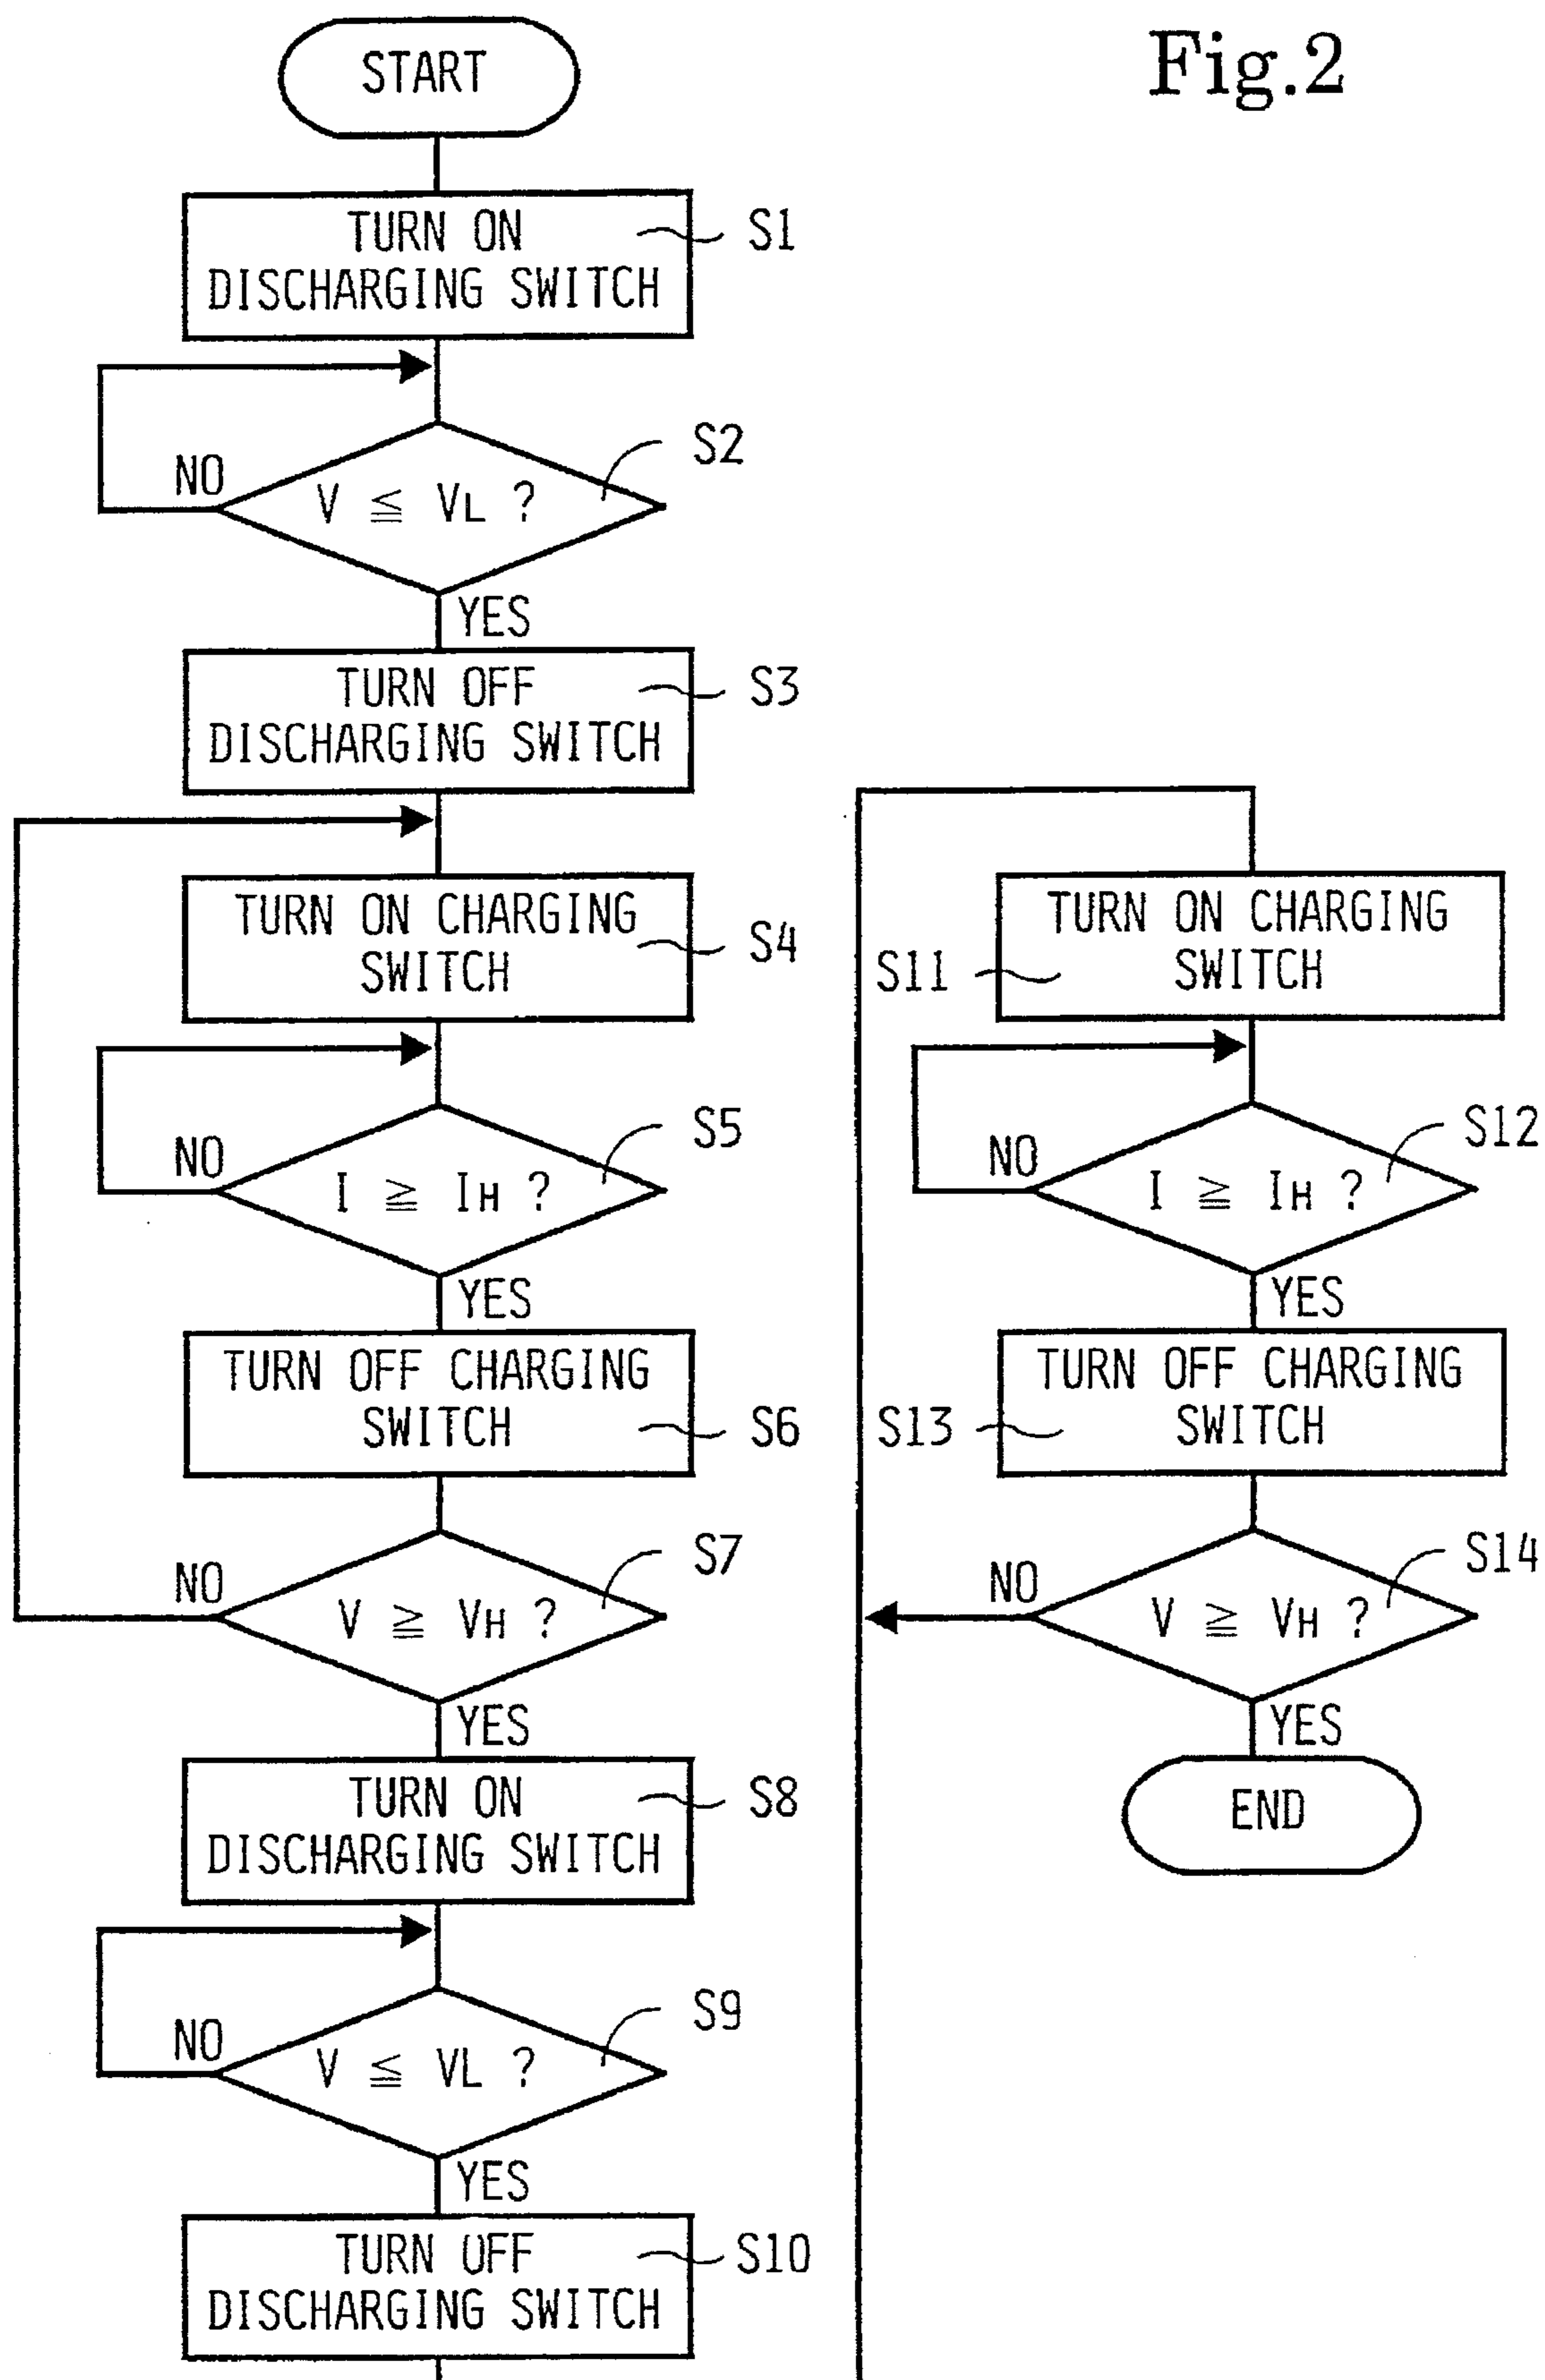 Fig.2
START
TURN ON
DISCHARGING SWITCH
S1
S2
NO
V ≦ VL ?
YES
TURN OFF
DISCHARGING SWITCH
S3
TURN ON CHARGING
SWITCH
S4
S5
NO
I ≧ IH ?
YES
TURN OFF CHARGING
SWITCH
S6
S7
NO
V ≧ VH ?
YES
TURN ON
DISCHARGING SWITCH
S8
S9
NO
V ≦ VL ?
YES
TURN OFF
DISCHARGING SWITCH
S10
TURN ON CHARGING
SWITCH
S11
S12
NO
I ≧ IH ?
YES
TURN OFF CHARGING
SWITCH
S13
S14
NO
V ≧ VH ?
YES
END